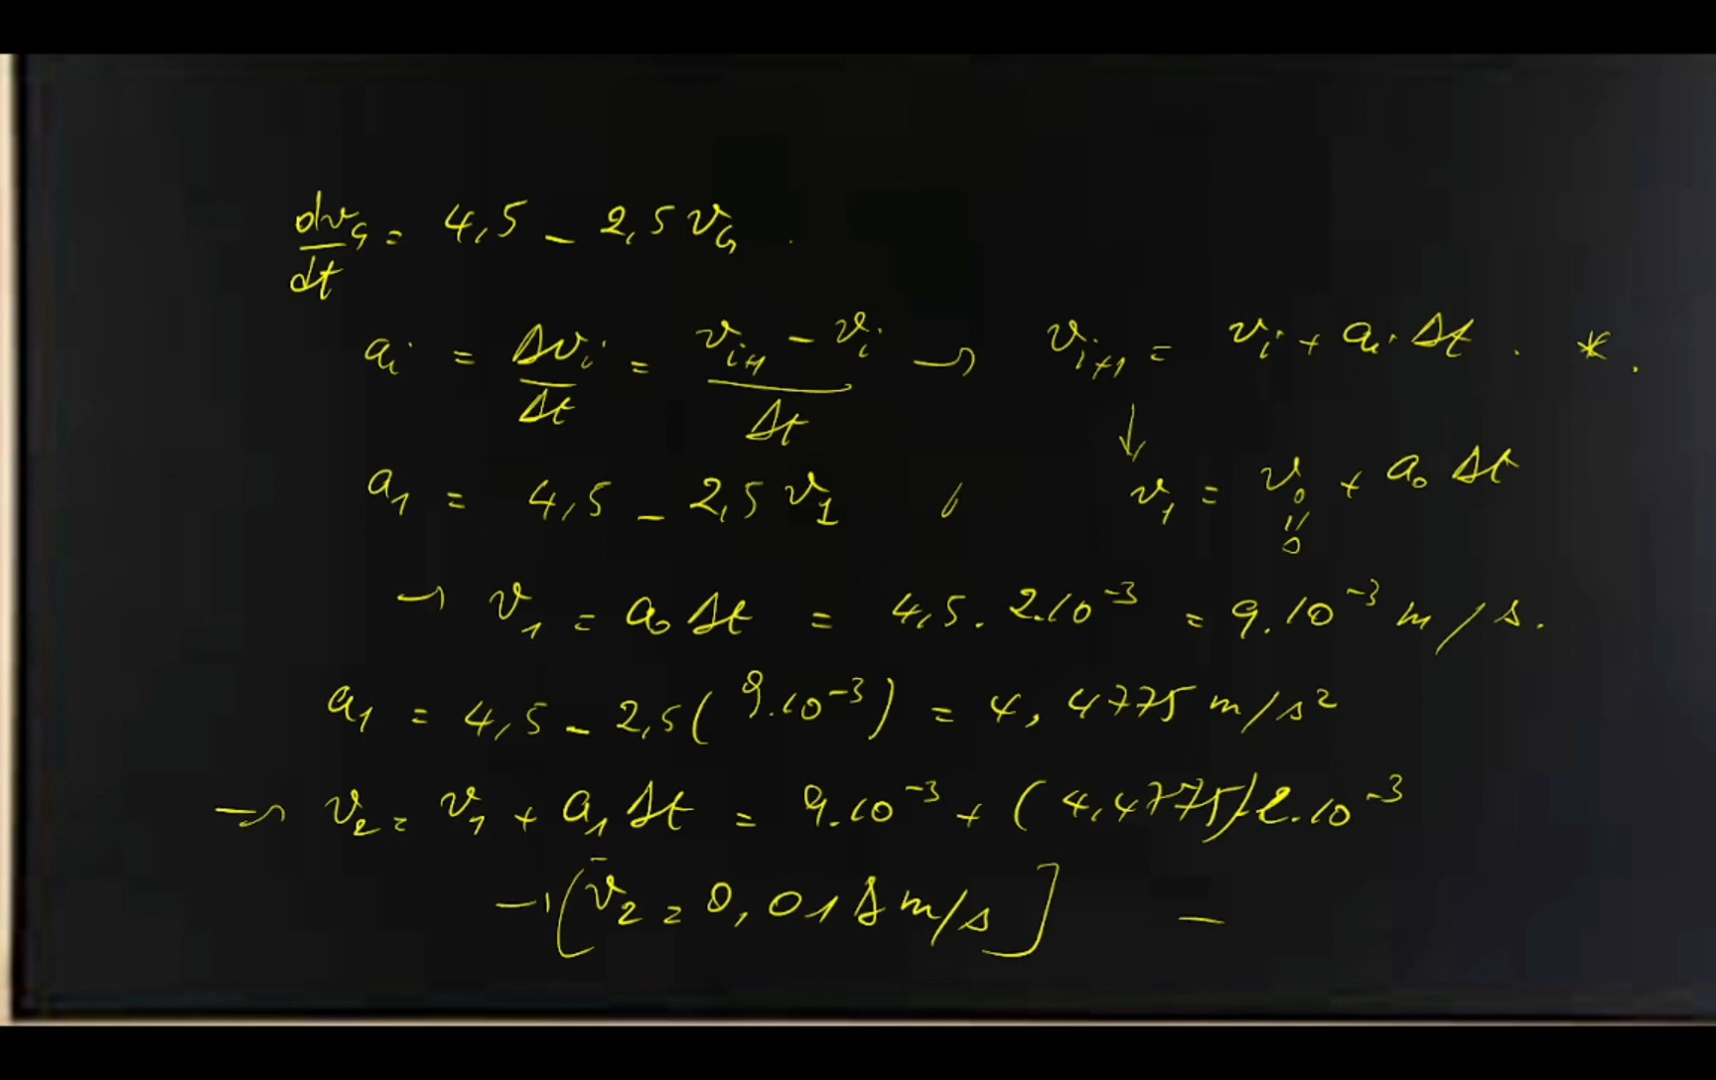 dv_G/dt = 4,5 - 2,5 v_G .
a_i = Δv_i/Δt = (v_{i+1} - v_i)/Δt → v_{i+1} = v_i + a_i . Δt . * .
↓
a_1 = 4,5 - 2,5 v_1 v_1 = v_0 + a_0 Δt
" 0
→ v_1 = a_0 Δt = 4,5 . 2.10^-3 = 9.10^-3 m/s.
a_1 = 4,5 - 2,5 ( 9.10^-3 ) = 4,4775 m/s²
→ v_2 = v_1 + a_1 Δt = 9.10^-3 + (4,4775) 2.10^-3
→ [ v_2 = 0,018 m/s ] -